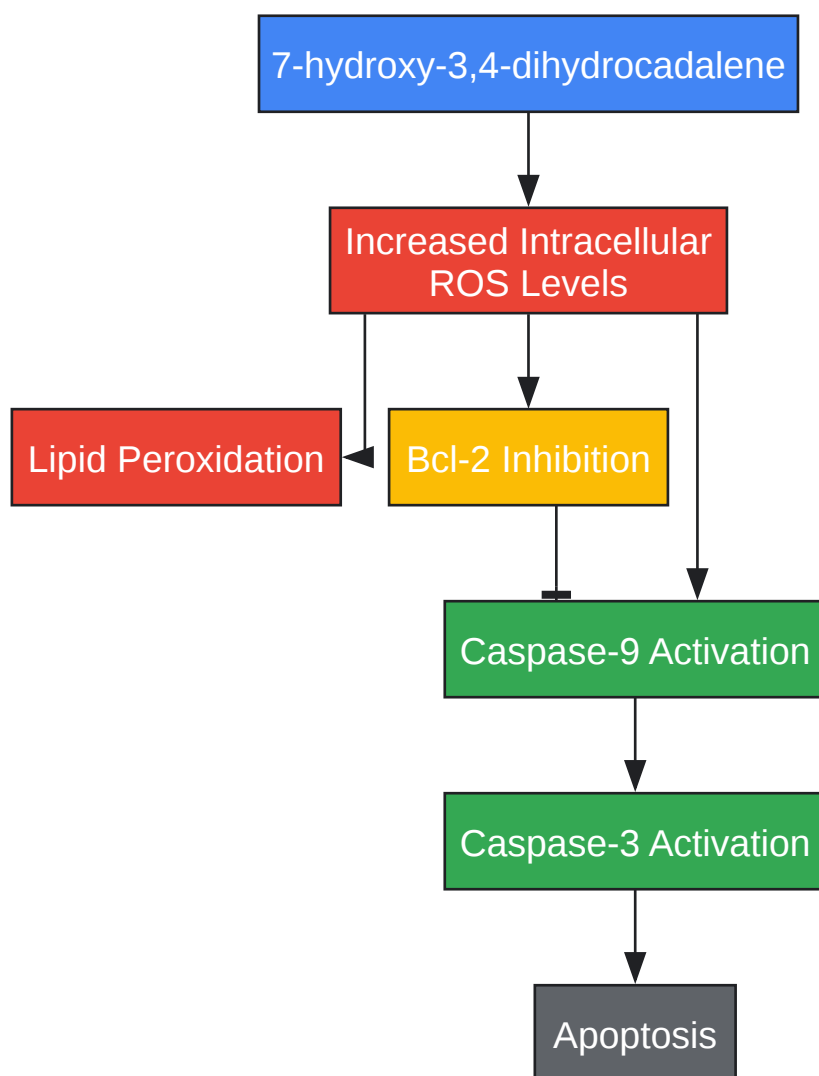 7-hydroxy-3,4-dihydrocadalene
Increased Intracellular
ROS Levels
Lipid Peroxidation
Bcl-2 Inhibition
Caspase-9 Activation
Caspase-3 Activation
Apoptosis